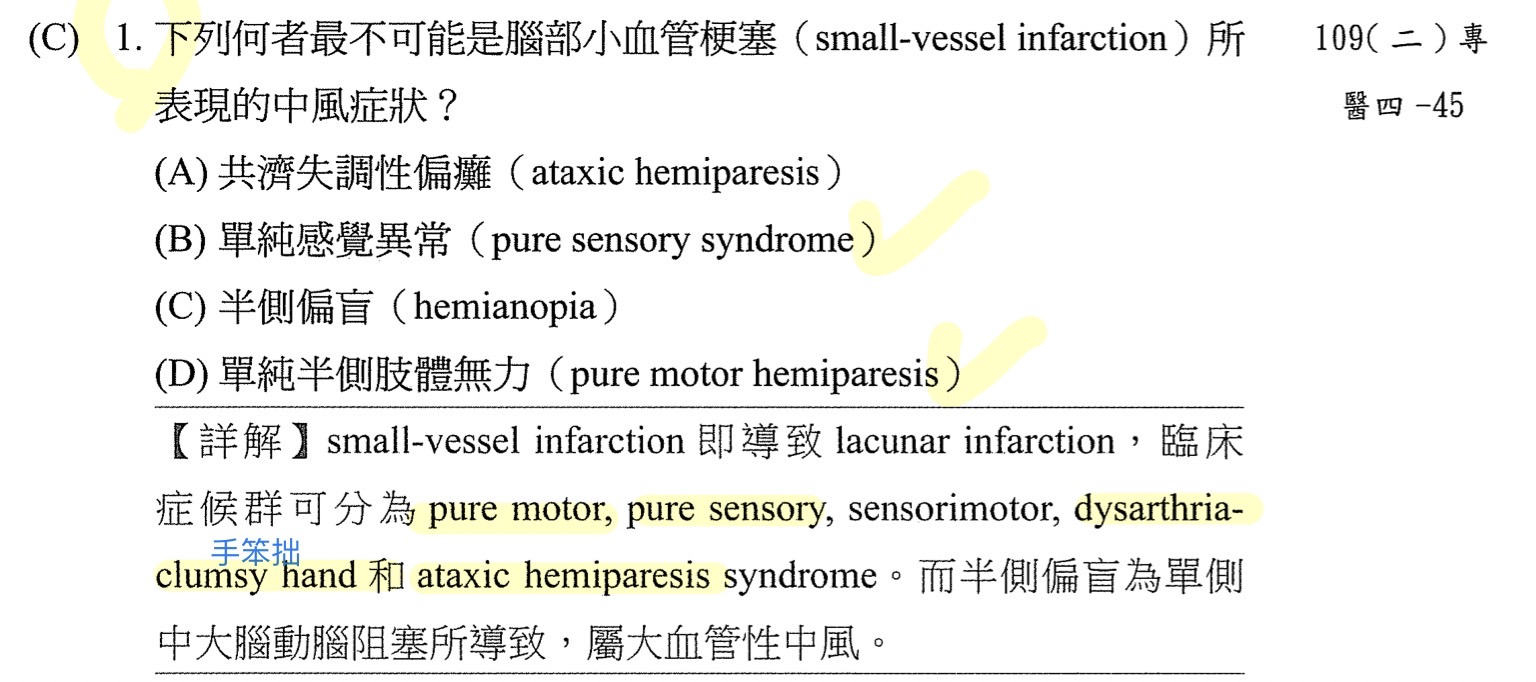 (C) 1. 下列何者最不可能是腦部小血管梗塞（small-vessel infarction）所 109(二)專
表現的中風症狀？ 醫四-45
(A) 共濟失調性偏癱（ataxic hemiparesis）
(B) 單純感覺異常（pure sensory syndrome）
(C) 半側偏盲（hemianopia）
(D) 單純半側肢體無力（pure motor hemiparesis）
【詳解】small-vessel infarction 即導致 lacunar infarction，臨床
症候群可分為 pure motor, pure sensory, sensorimotor, dysarthria-
手笨拙
clumsy hand 和 ataxic hemiparesis syndrome。而半側偏盲為單側
中大腦動腦阻塞所導致，屬大血管性中風。